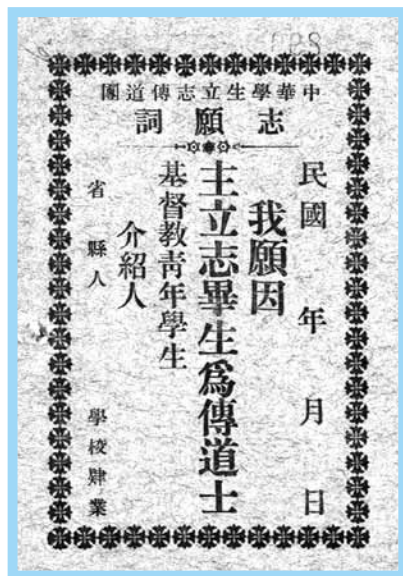 中華學生立志傳道團
志願詞
民國 年 月 日
我願因
主立志畢生爲傳道士
基督教靑年學生
介紹人
省 縣人 學校肄業